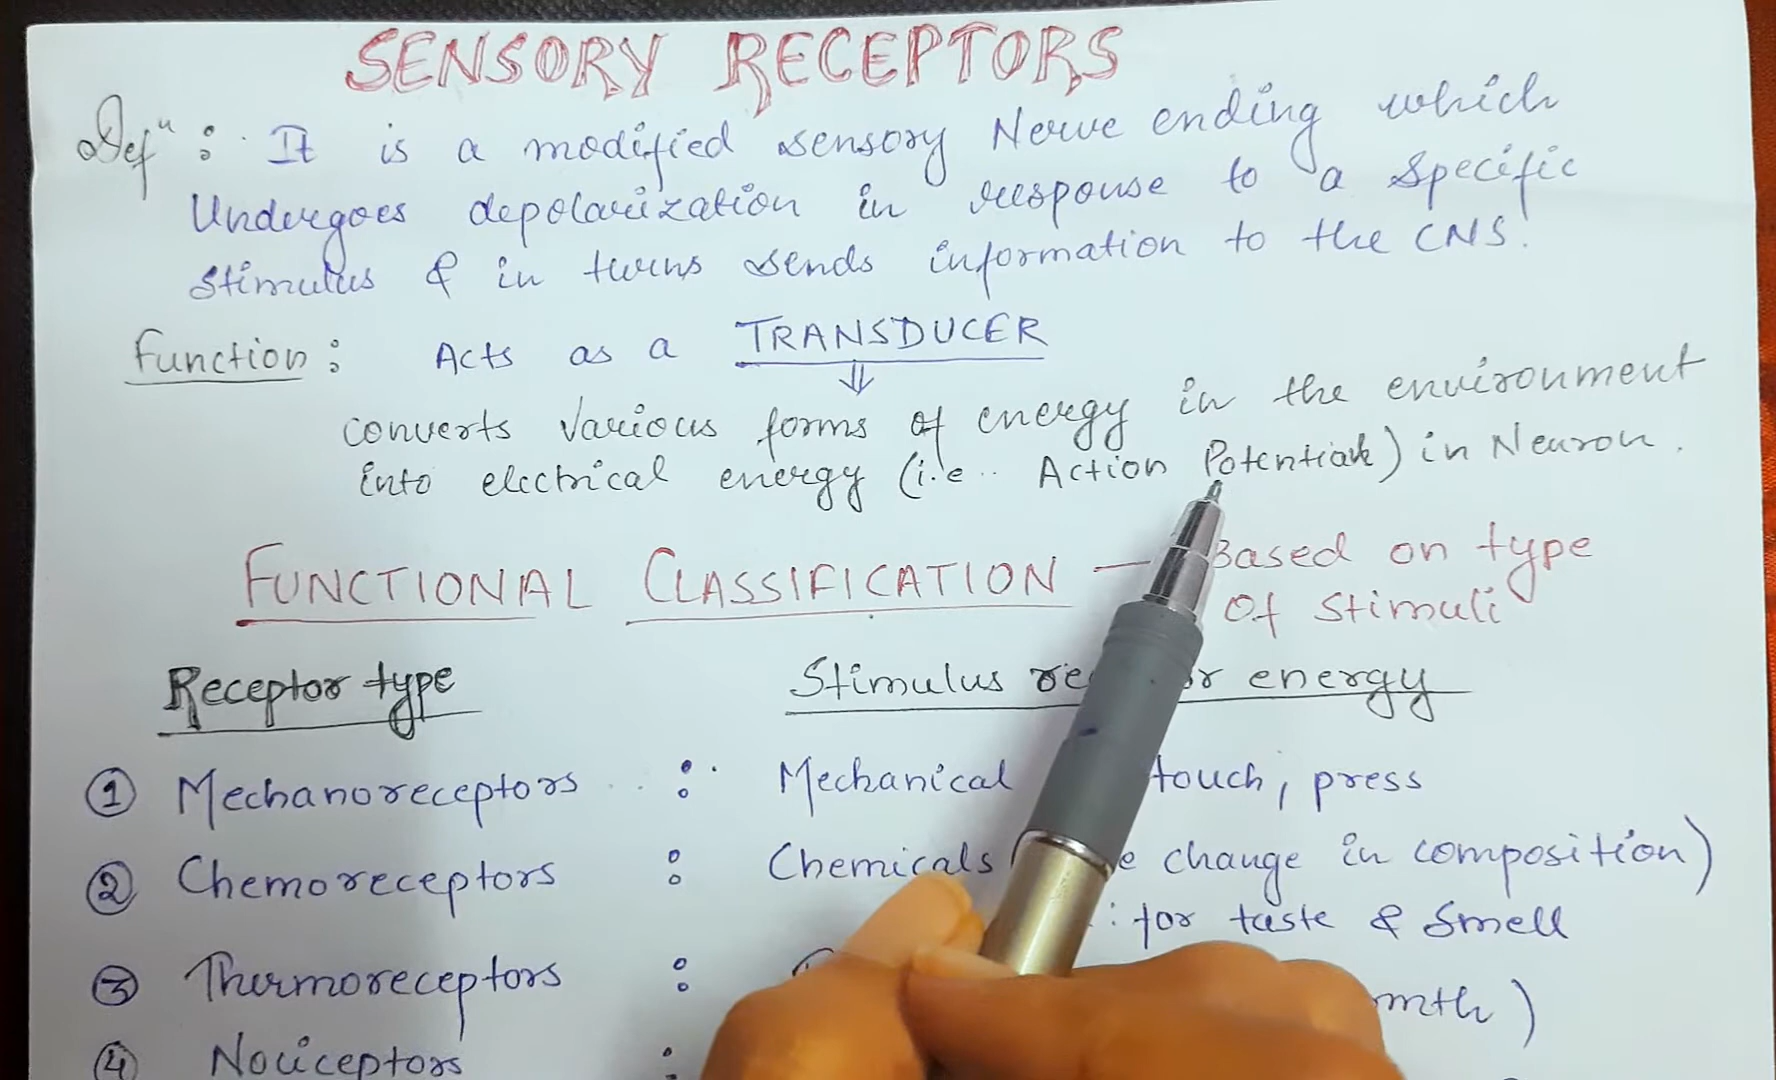 SENSORY RECEPTORS
Defn : It is a modified sensory Nerve ending which
Undergoes depolarization in response to a specific
Stimulus & in turns sends information to the CNS.
Function : Acts as a TRANSDUCER
⇓
converts various forms of energy in the environment
into electrical energy (i.e.. Action Potential) in Neuron.
FUNCTIONAL CLASSIFICATION — Based on type
Of Stimuli
Receptor type Stimulus energy
① Mechanoreceptors : Mechanical touch, press
② Chemoreceptors : Chemicals change in composition)
: for taste & smell
③ Thermoreceptors :
④ Nociceptors :